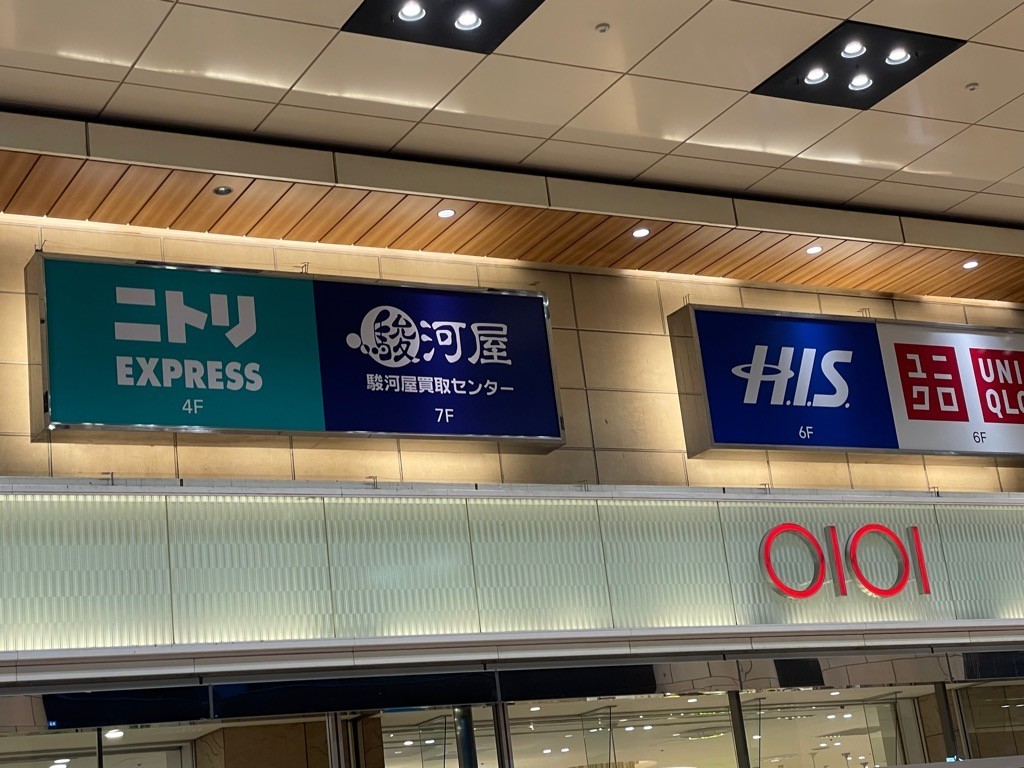 ニトリ
EXPRESS
4F
駿河屋
駿河屋買取センター
7F
H.I.S.
6F
ユニ
クロ
UNI
QLO
6F
OIOI